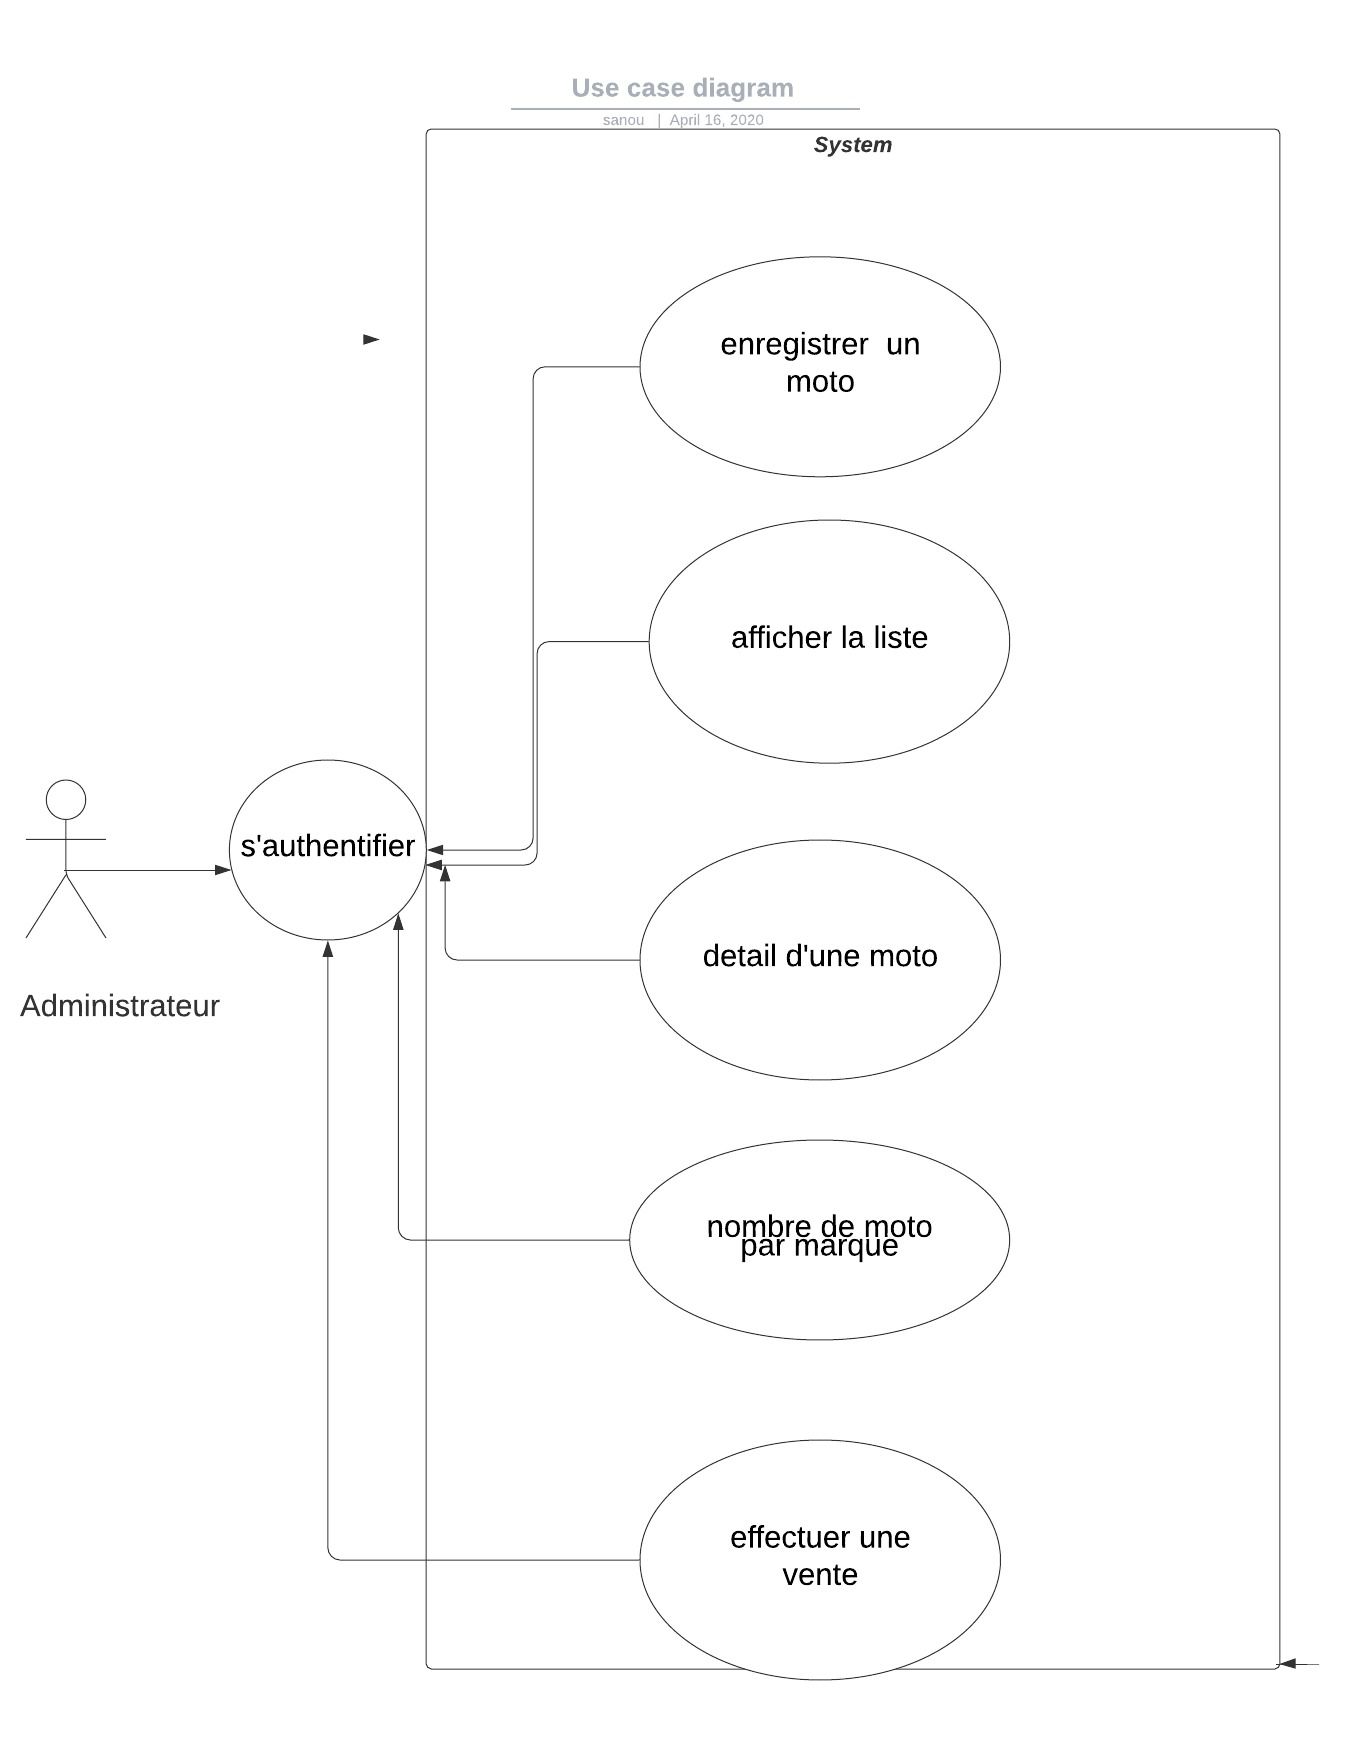 Use case diagram
sanou | April 16, 2020
System
enregistrer un
moto
afficher la liste
s'authentifier
detail d'une moto
Administrateur
nombre de moto
par marque
effectuer une
vente